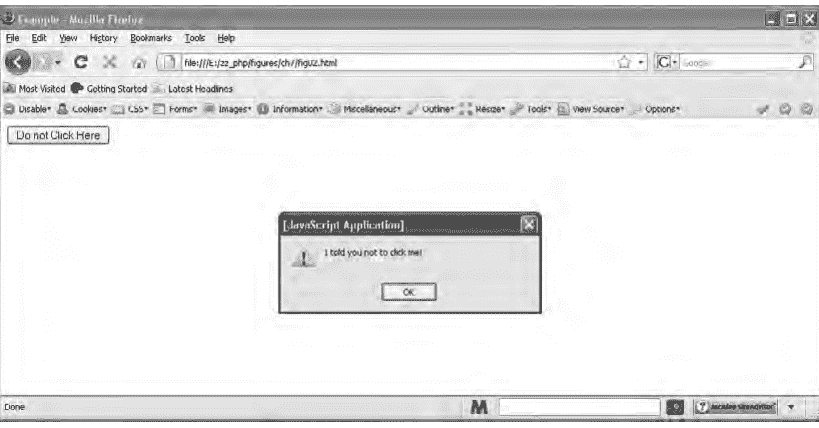 Example - Mozilla Firefox
File Edit View History Bookmarks Tools Help
file:///E:/zz_php/figures/ch7/fig02.html
Google
Most Visited Getting Started Latest Headlines
Disable Cookies CSS Forms Images Information Miscellaneous Outline Resize Tools View Source Options
Do not Click Here
[JavaScript Application]
I told you not to click me!
OK
Done